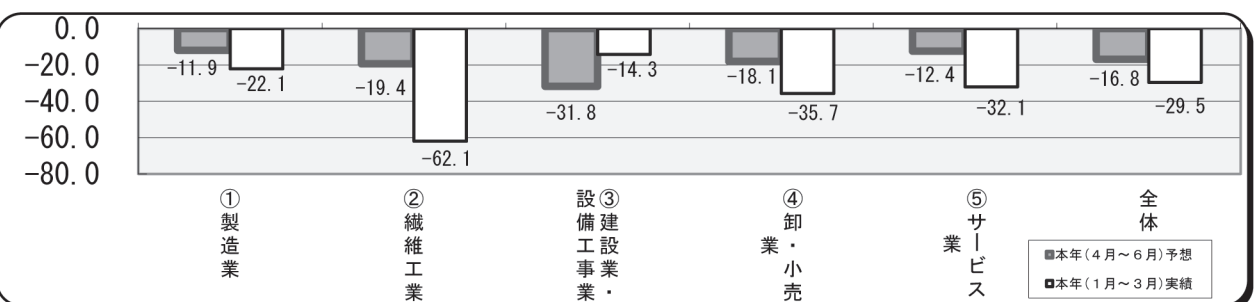 0.0
-20.0
-40.0
-60.0
-80.0
-11.9
-22.1
-19.4
-62.1
-31.8
-14.3
-18.1
-35.7
-12.4
-32.1
-16.8
-29.5
①製造業
②繊維工業
③建設業・
設備工事業
④卸・小売
業
⑤サービス
業
全体
本年(4月～6月)予想
本年(1月～3月)実績